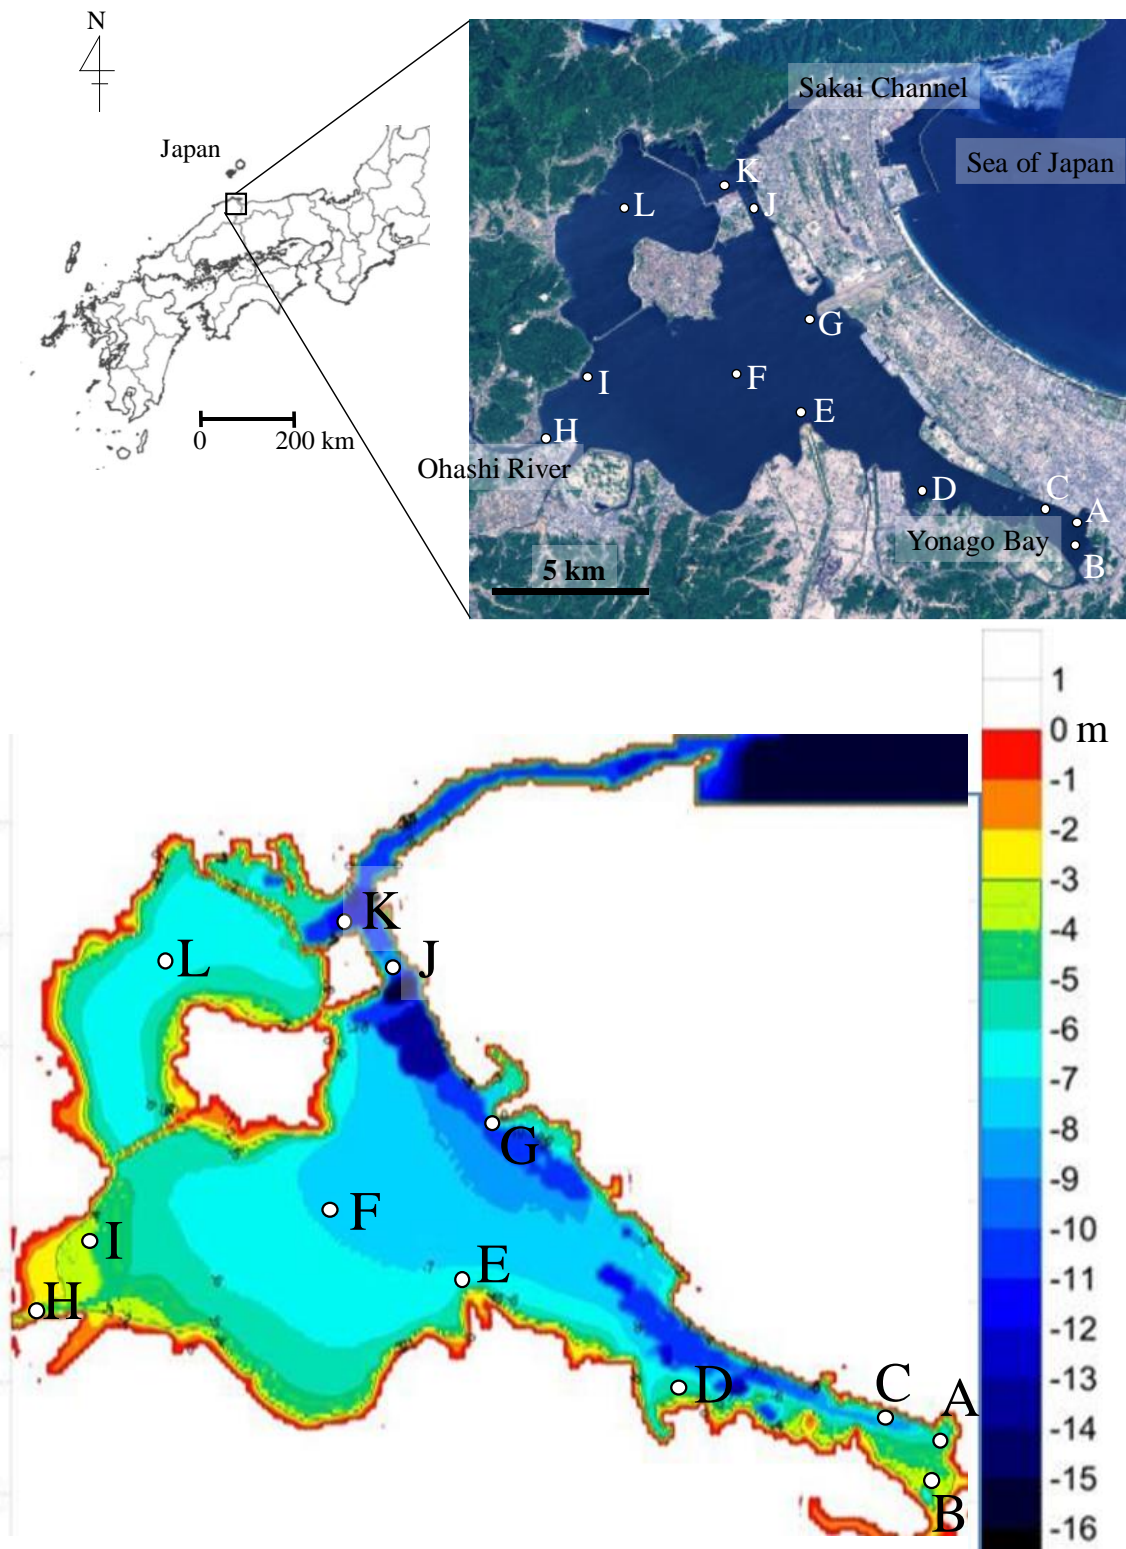 N
Japan
0 200 km
Sakai Channel
Sea of Japan
K
L
J
G
F
I
E
H
Ohashi River
D
C
A
Yonago Bay
B
5 km
1
0 m
-1
-2
-3
-4
-5
-6
-7
-8
-9
-10
-11
-12
-13
-14
-15
-16
K
L
J
G
F
I
E
H
D
C
A
B